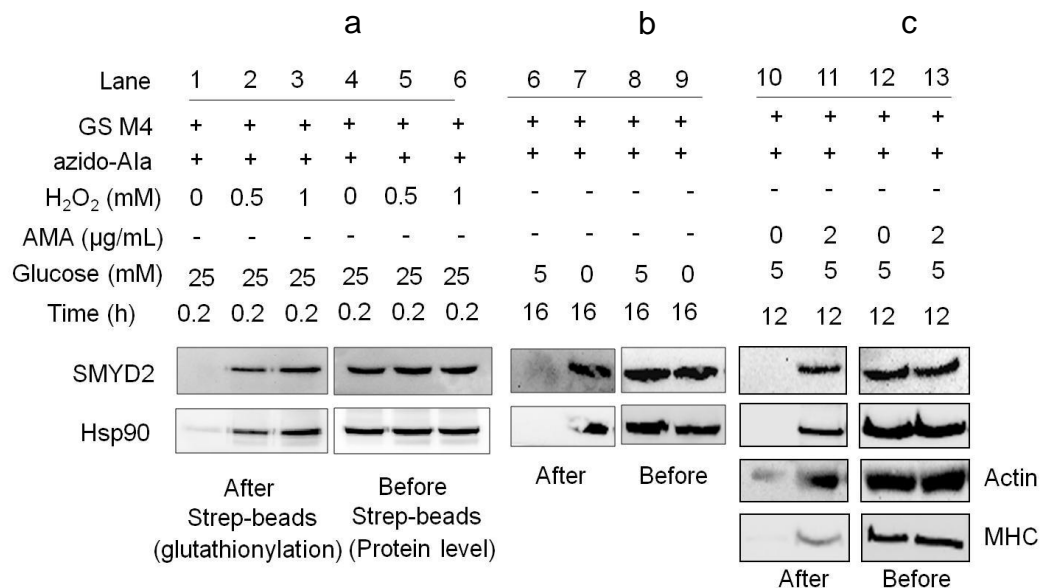 a b c
Lane 1 2 3 4 5 6 6 7 8 9 10 11 12 13
GS M4 + + + + + + + + + + + + + +
azido-Ala + + + + + + + + + + + + + +
H₂O₂ (mM) 0 0.5 1 0 0.5 1 - - - - - - - -
AMA (µg/mL) - - - - - - - - - - 0 2 0 2
Glucose (mM) 25 25 25 25 25 25 5 0 5 0 5 5 5 5
Time (h) 0.2 0.2 0.2 0.2 0.2 0.2 16 16 16 16 12 12 12 12
SMYD2
Hsp90
Actin
MHC
After Before After Before
Strep-beads Strep-beads
(glutathionylation) (Protein level)
After Before